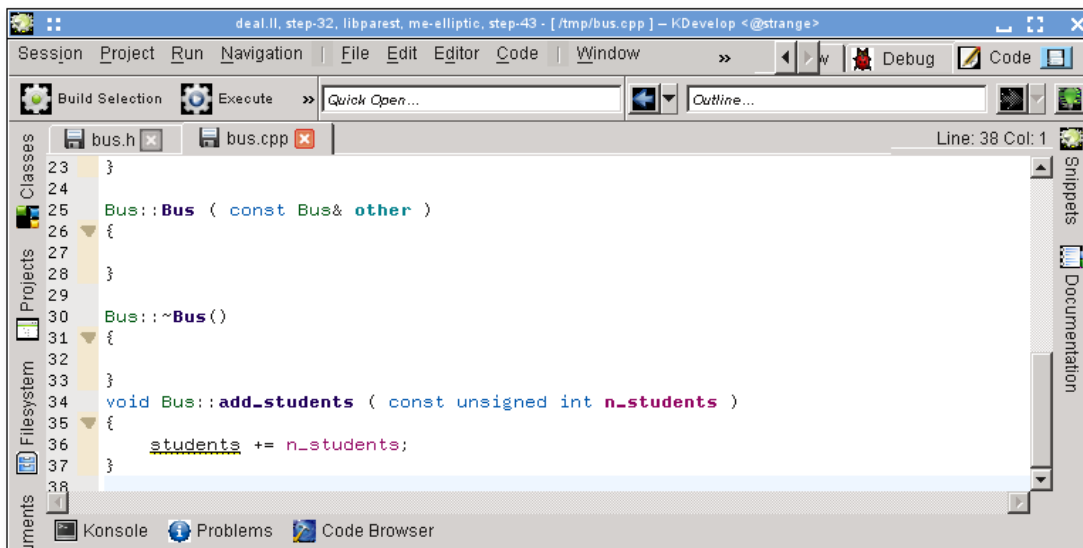 deal.II, step-32, libparest, me-elliptic, step-43 - [ /tmp/bus.cpp ] – KDevelop <@strange>
Session Project Run Navigation | File Edit Editor Code | Window » Debug Code
Build Selection Execute » Quick Open... Outline...
bus.h bus.cpp Line: 38 Col: 1
23 }
24
25 Bus::Bus ( const Bus& other )
26 {
27
28 }
29
30 Bus::~Bus()
31 {
32
33 }
34 void Bus::add_students ( const unsigned int n_students )
35 {
36 students += n_students;
37 }
38
Classes
Projects
Filesystem
Snippets
Documentation
Konsole Problems Code Browser